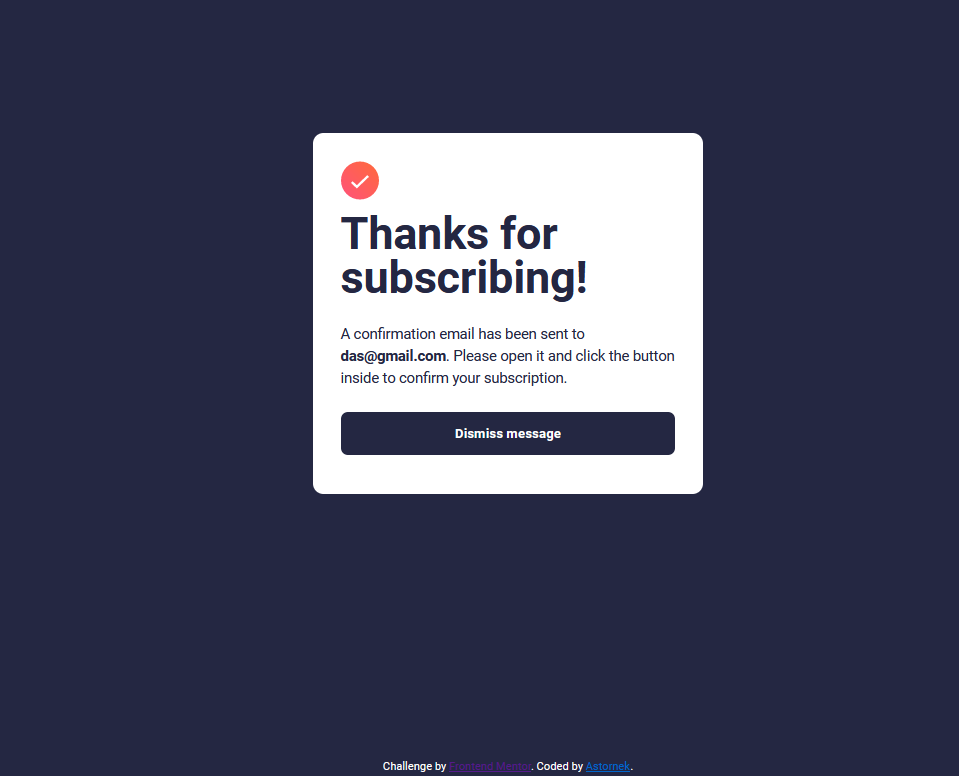 Thanks for
subscribing!
A confirmation email has been sent to
das@gmail.com. Please open it and click the button
inside to confirm your subscription.
Dismiss message
Challenge by Frontend Mentor. Coded by Astornek.